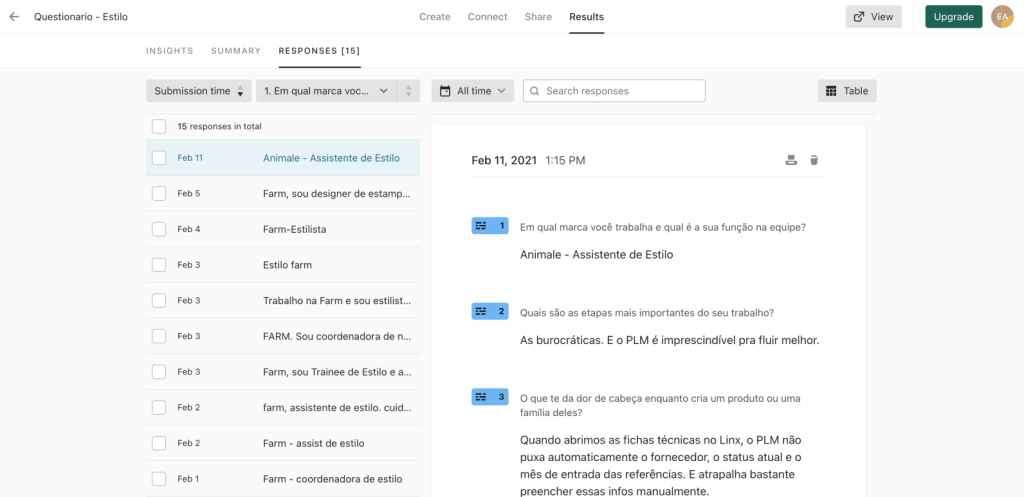 Questionario - Estilo
Create
Connect
Share
Results
View
Upgrade
EA
INSIGHTS
SUMMARY
RESPONSES [15]
Submission time
1. Em qual marca voc...
All time
Search responses
Table
15 responses in total
Feb 11 Animale - Assistente de Estilo
Feb 5 Farm, sou designer de estamp...
Feb 4 Farm-Estilista
Feb 3 Estilo farm
Feb 3 Trabalho na Farm e sou estilist...
Feb 3 FARM. Sou coordenadora de n...
Feb 3 Farm, sou Trainee de Estilo e a...
Feb 2 farm, assistente de estilo. cuid...
Feb 2 Farm - assist de estilo
Feb 1 Farm - coordenadora de estilo
Feb 11, 2021 1:15 PM
1 Em qual marca você trabalha e qual é a sua função na equipe?
Animale - Assistente de Estilo
2 Quais são as etapas mais importantes do seu trabalho?
As burocráticas. E o PLM é imprescindível pra fluir melhor.
3 O que te da dor de cabeça enquanto cria um produto ou uma
família deles?
Quando abrimos as fichas técnicas no Linx, o PLM não
puxa automaticamente o fornecedor, o status atual e o
mês de entrada das referências. E atrapalha bastante
preencher essas infos manualmente.